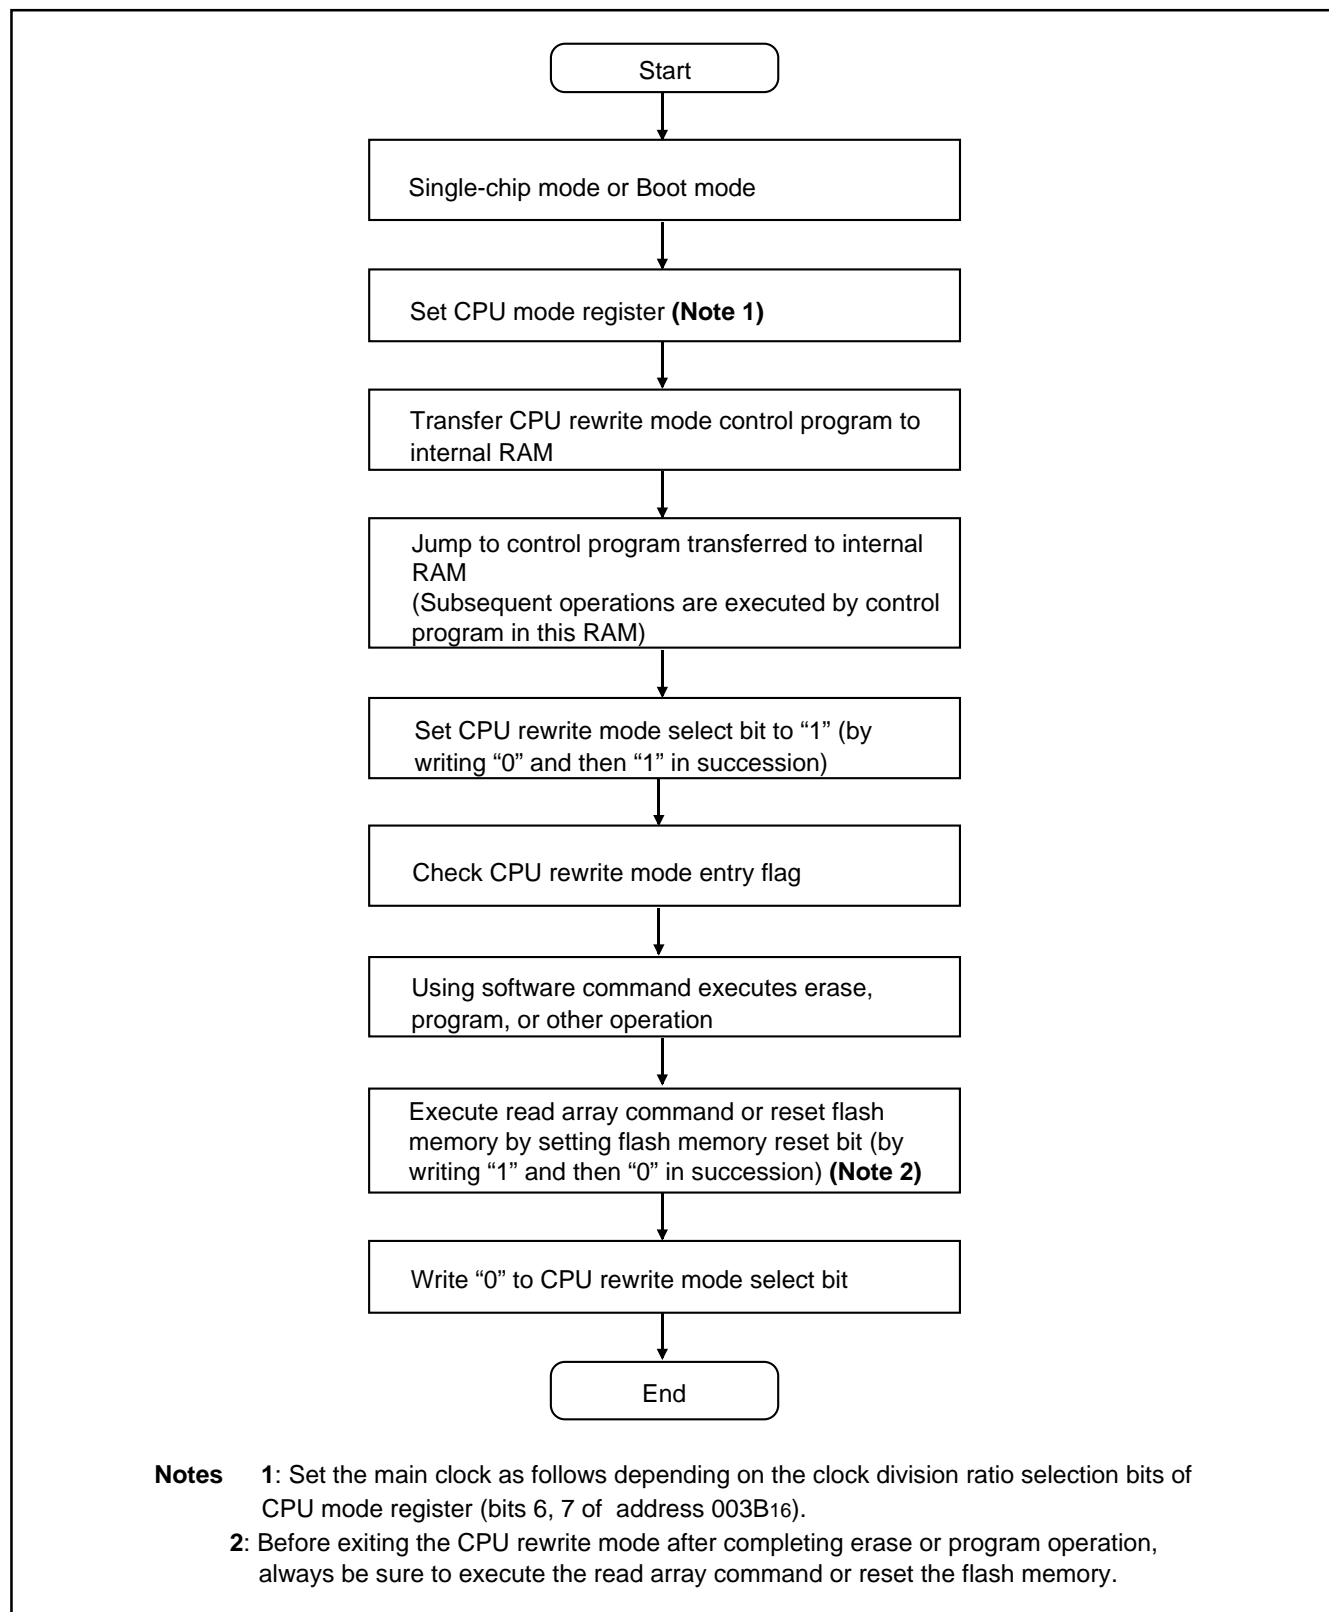 Start
Single-chip mode or Boot mode
Set CPU mode register (Note 1)
Transfer CPU rewrite mode control program to
internal RAM
Jump to control program transferred to internal
RAM
(Subsequent operations are executed by control
program in this RAM)
Set CPU rewrite mode select bit to “1” (by
writing “0” and then “1” in succession)
Check CPU rewrite mode entry flag
Using software command executes erase,
program, or other operation
Execute read array command or reset flash
memory by setting flash memory reset bit (by
writing “1” and then “0” in succession) (Note 2)
Write “0” to CPU rewrite mode select bit
End
Notes 1: Set the main clock as follows depending on the clock division ratio selection bits of
CPU mode register (bits 6, 7 of address 003B16).
2: Before exiting the CPU rewrite mode after completing erase or program operation,
always be sure to execute the read array command or reset the flash memory.